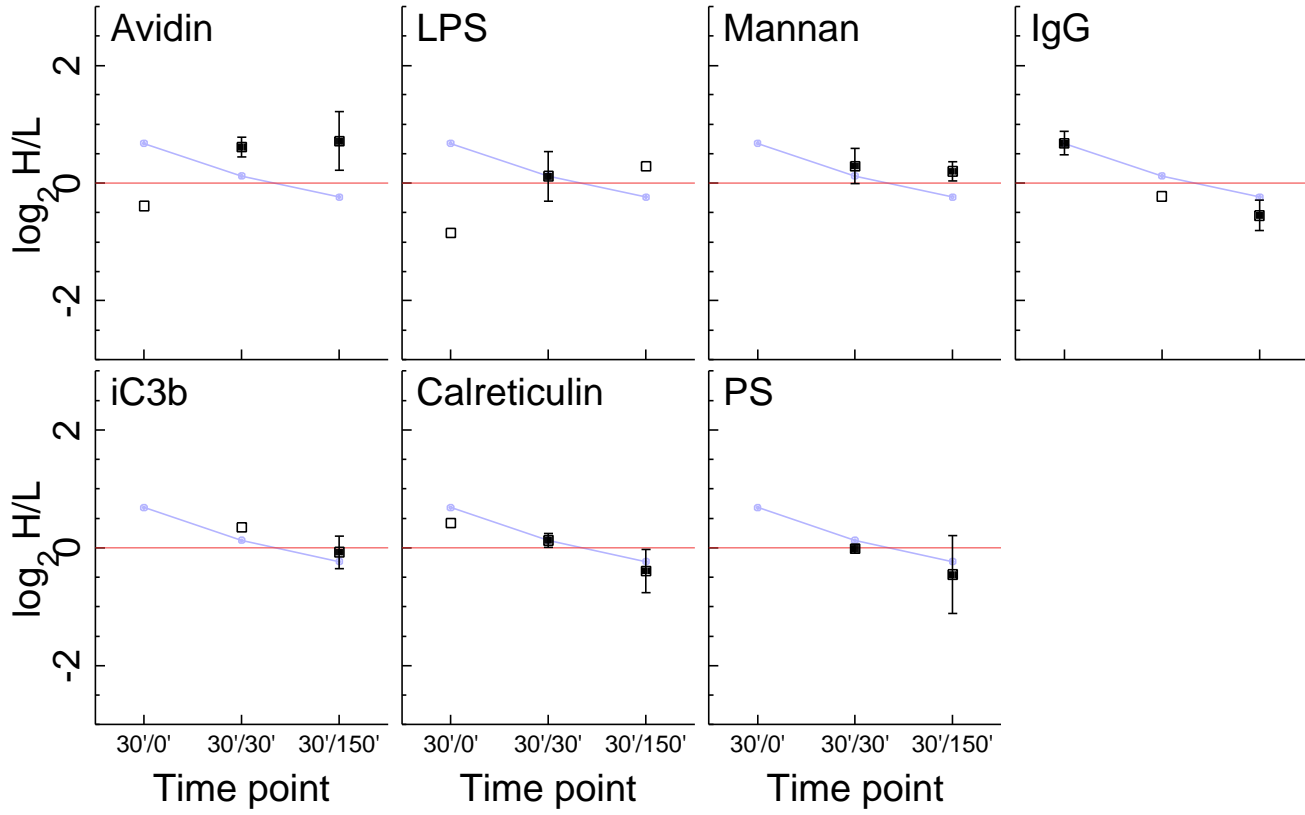 Avidin LPS Mannan IgG
2
0
-2
log2 H/L
iC3b Calreticulin PS
2
0
-2
log2 H/L
30'/0' 30'/30' 30'/150' 30'/0' 30'/30' 30'/150' 30'/0' 30'/30' 30'/150'
Time point Time point Time point